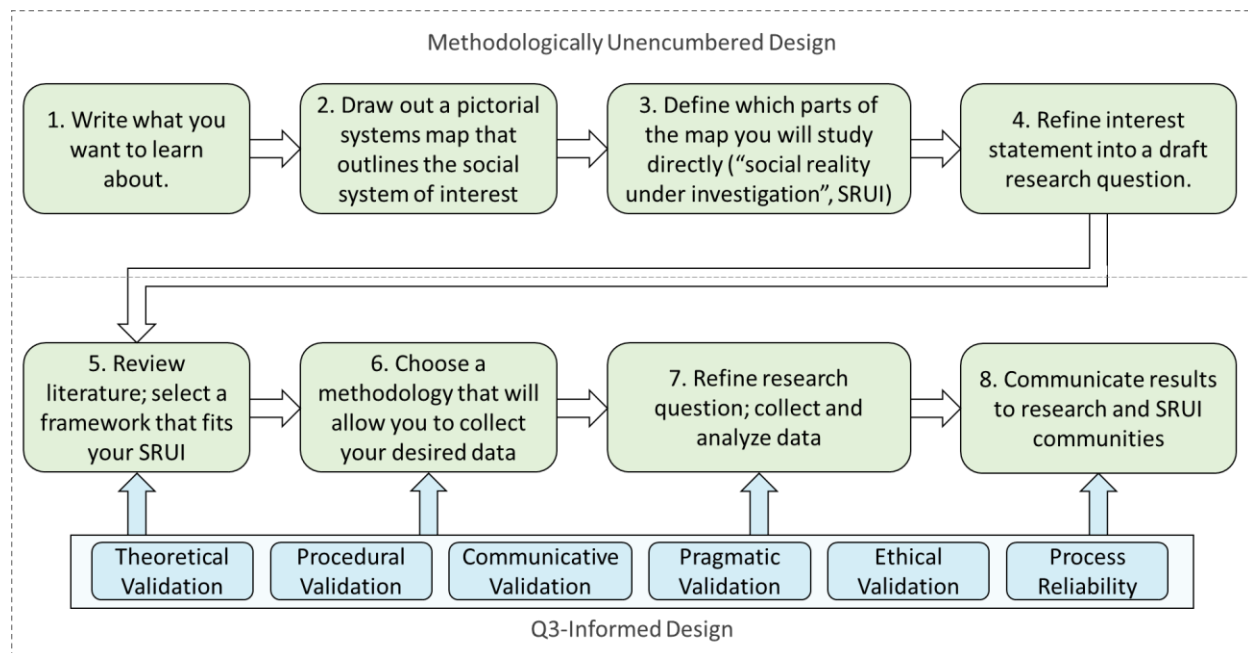 Methodologically Unencumbered Design
1. Write what you
want to learn
about.
2. Draw out a pictorial
systems map that
outlines the social
system of interest
3. Define which parts of
the map you will study
directly (“social reality
under investigation”, SRUI)
4. Refine interest
statement into a draft
research question.
5. Review
literature; select a
framework that fits
your SRUI
6. Choose a
methodology that will
allow you to collect
your desired data
7. Refine research
question; collect and
analyze data
8. Communicate results
to research and SRUI
communities
Theoretical
Validation
Procedural
Validation
Communicative
Validation
Pragmatic
Validation
Ethical
Validation
Process
Reliability
Q3-Informed Design